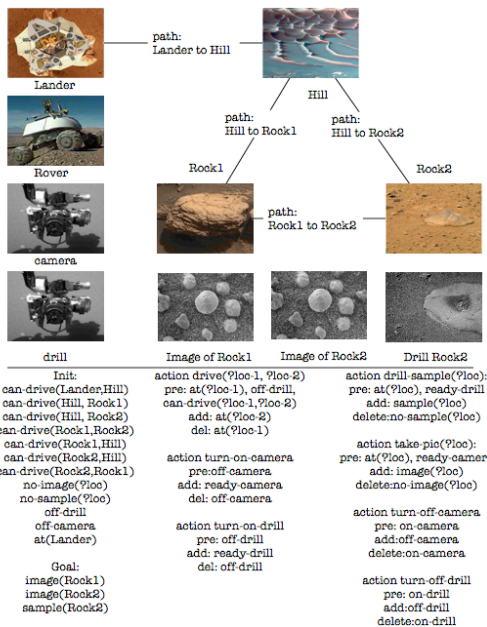 path:
Lander to Hill
Lander
Hill
path:
Hill to Rock1
path:
Hill to Rock2
Rover
Rock1
Rock2
path:
Rock1 to Rock2
camera
drill
Image of Rock1
Image of Rock2
Drill Rock2
Init:
can-drive(Lander,Hill)
can-drive(Hill, Rock1)
can-drive(Hill, Rock2)
can-drive(Rock1,Rock2)
can-drive(Rock1,Hill)
can-drive(Rock2,Hill)
can-drive(Rock2,Rock1)
no-image(?loc)
no-sample(?loc)
off-drill
off-camera
at(Lander)
Goal:
image(Rock1)
image(Rock2)
sample(Rock2)
action drive(?loc-1, ?loc-2)
pre: at(?loc-1), off-drill,
can-drive(?loc-1,?loc-2)
add: at(?loc-2)
del: at(?loc-1)
action turn-on-camera
pre:off-camera
add: ready-camera
del: off-camera
action turn-on-drill
pre: off-drill
add: ready-drill
del: off-drill
action drill-sample(?loc):
pre: at(?loc), ready-drill
add: sample(?loc)
delete:no-sample(?loc)
action take-pic(?loc):
pre: at(?loc), ready-camera
add: image(?loc)
delete:no-image(?loc)
action turn-off-camera
pre: on-camera
add:off-camera
delete:on-camera
action turn-off-drill
pre: on-drill
add:off-drill
delete:on-drill